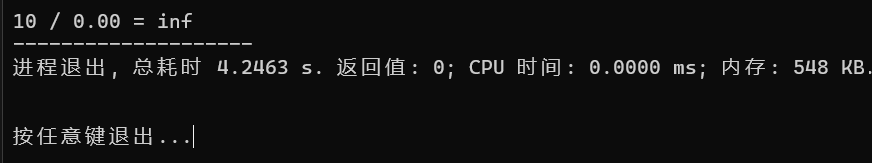 10 / 0.00 = inf
--------------------
进程退出, 总耗时 4.2463 s. 返回值: 0; CPU 时间: 0.0000 ms; 内存: 548 KB.
按任意键退出...